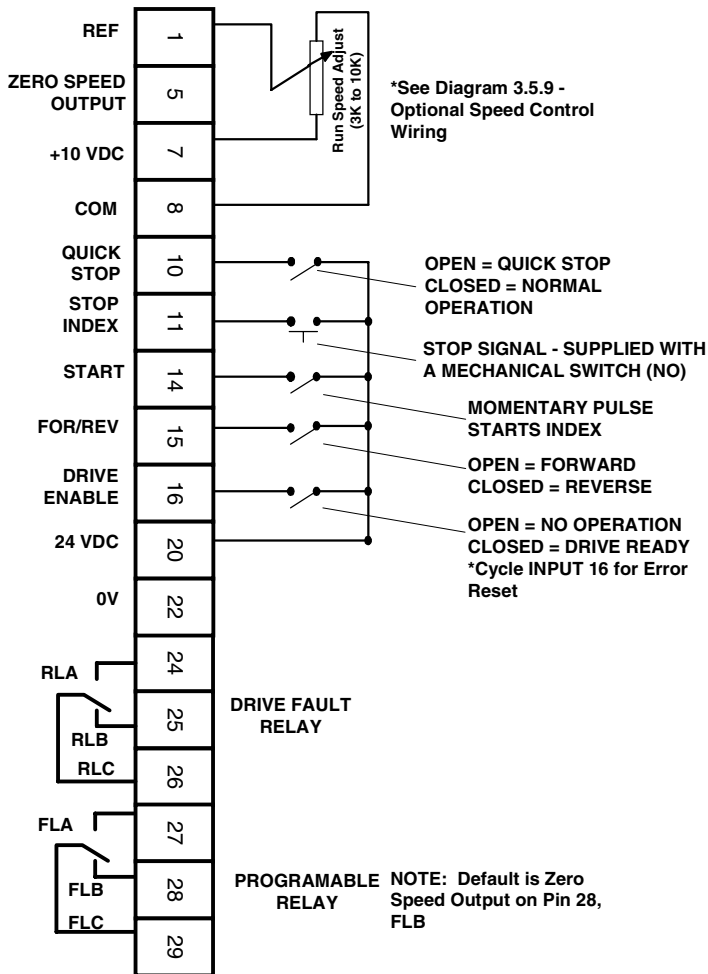 REF
1
Run Speed Adjust
(3K to 10K)
*See Diagram 3.5.9 -
Optional Speed Control
Wiring
ZERO SPEED
OUTPUT
5
+10 VDC
7
COM
8
QUICK
STOP
10
OPEN = QUICK STOP
CLOSED = NORMAL
OPERATION
STOP
INDEX
11
STOP SIGNAL - SUPPLIED WITH
A MECHANICAL SWITCH (NO)
START
14
MOMENTARY PULSE
STARTS INDEX
FOR/REV
15
OPEN = FORWARD
CLOSED = REVERSE
DRIVE
ENABLE
16
OPEN = NO OPERATION
CLOSED = DRIVE READY
*Cycle INPUT 16 for Error
Reset
24 VDC
20
0V
22
24
RLA
25
RLB
RLC
26
DRIVE FAULT
RELAY
FLA
27
FLB
28
FLC
29
PROGRAMABLE
RELAY
NOTE: Default is Zero
Speed Output on Pin 28,
FLB